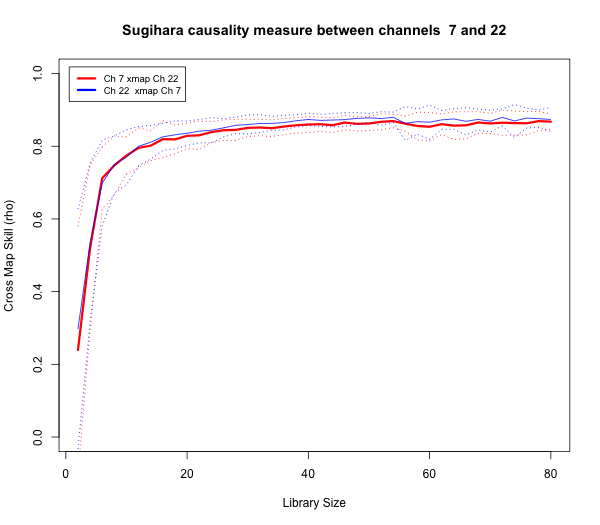 Sugihara causality measure between channels  7 and 22
Ch 7 xmap Ch 22
Ch 22  xmap Ch 7
Cross Map Skill (rho)
1.0
0.8
0.6
0.4
0.2
0.0
0
20
40
60
80
Library Size